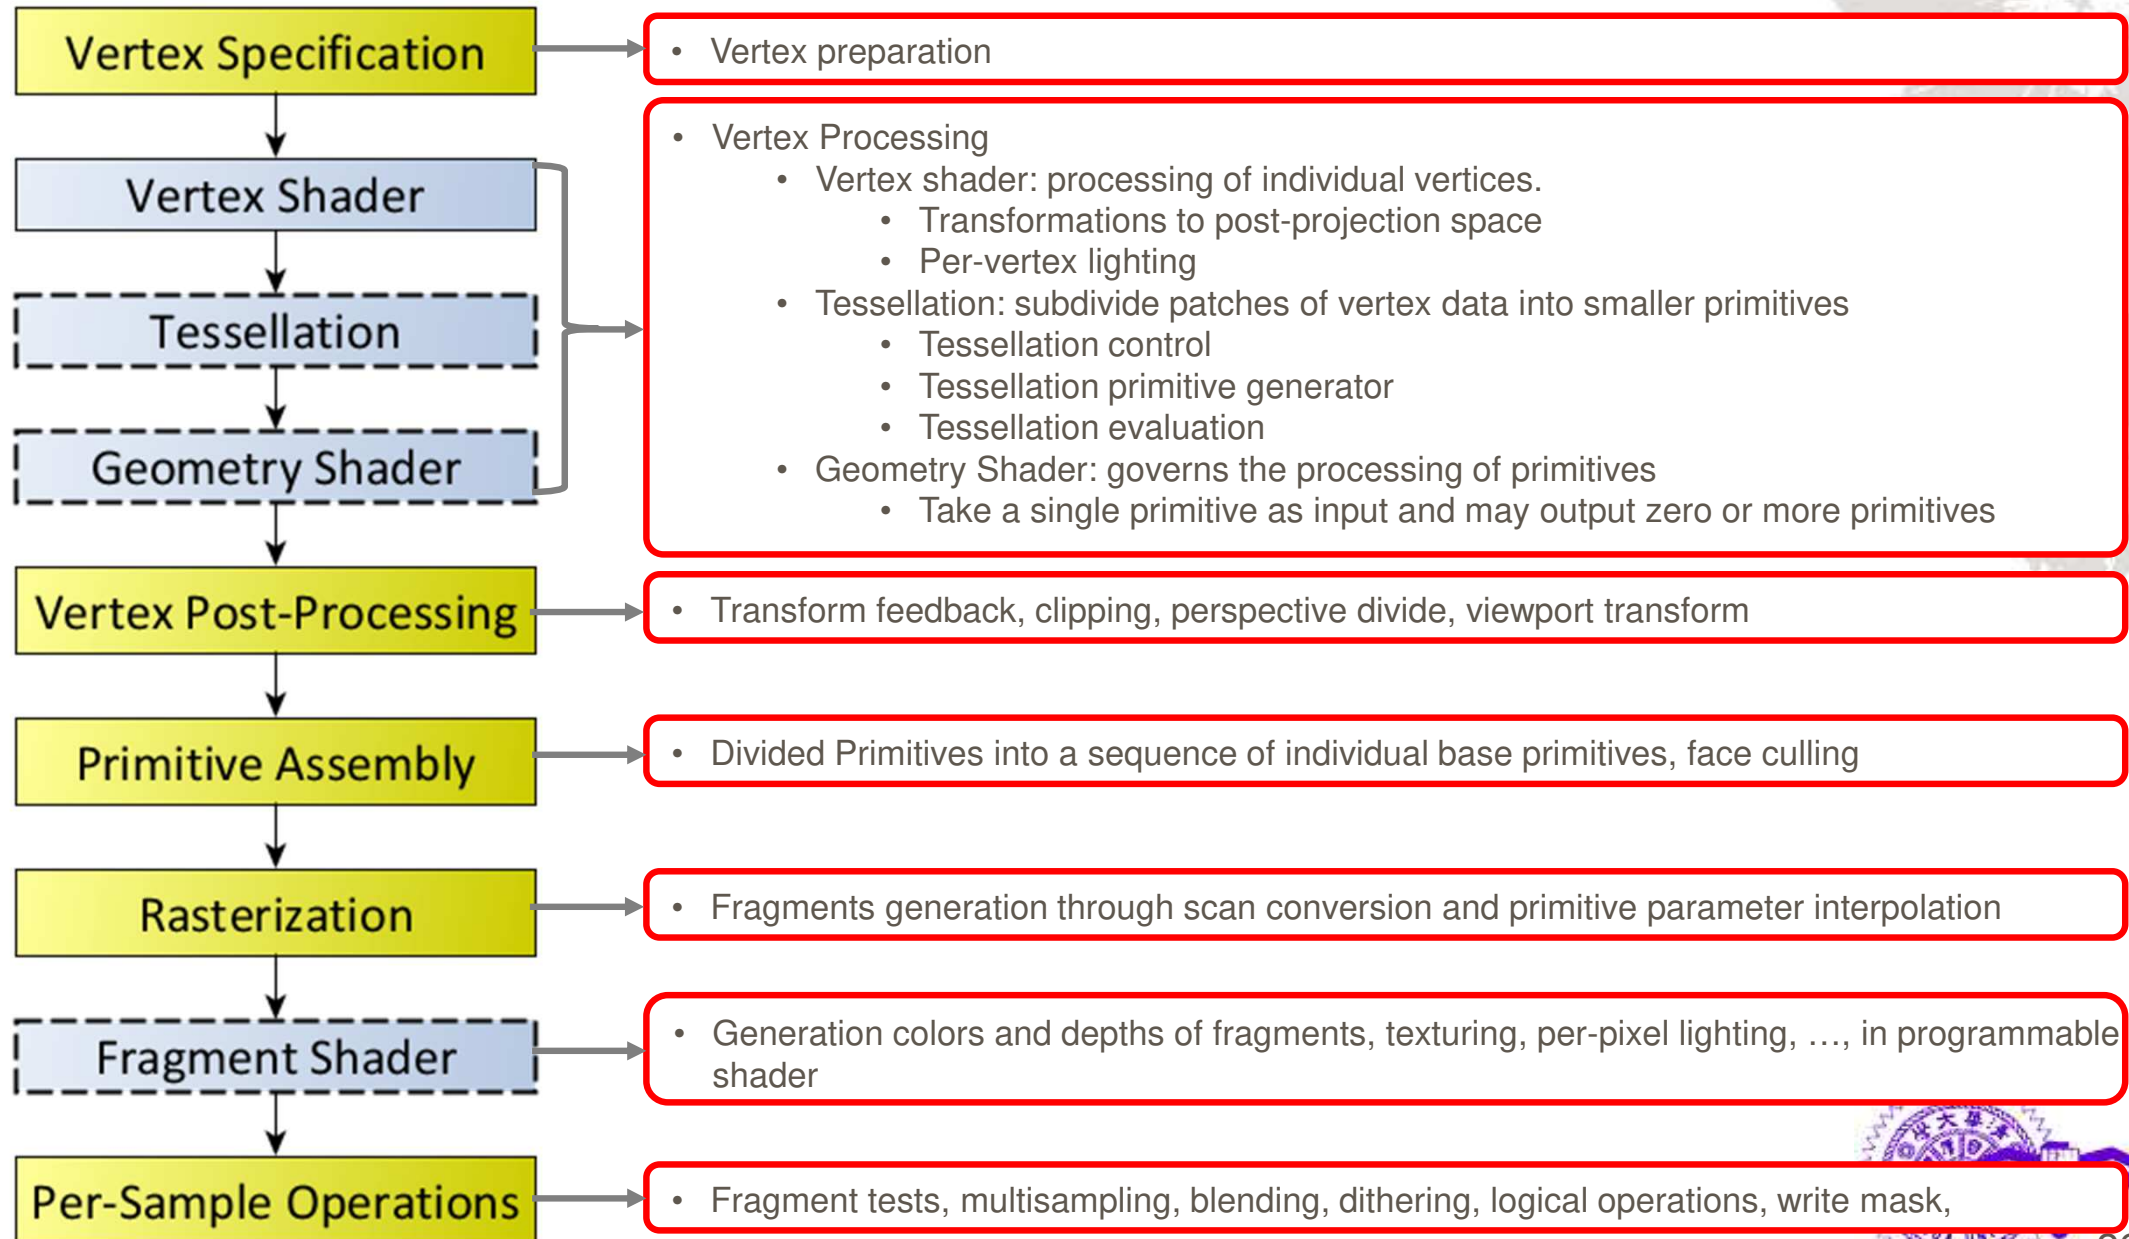 Vertex Specification
• Vertex preparation
Vertex Shader
Tessellation
Geometry Shader
• Vertex Processing
• Vertex shader: processing of individual vertices.
• Transformations to post-projection space
• Per-vertex lighting
• Tessellation: subdivide patches of vertex data into smaller primitives
• Tessellation control
• Tessellation primitive generator
• Tessellation evaluation
• Geometry Shader: governs the processing of primitives
• Take a single primitive as input and may output zero or more primitives
Vertex Post-Processing
• Transform feedback, clipping, perspective divide, viewport transform
Primitive Assembly
• Divided Primitives into a sequence of individual base primitives, face culling
Rasterization
• Fragments generation through scan conversion and primitive parameter interpolation
Fragment Shader
• Generation colors and depths of fragments, texturing, per-pixel lighting, …, in programmable
shader
Per-Sample Operations
• Fragment tests, multisampling, blending, dithering, logical operations, write mask,